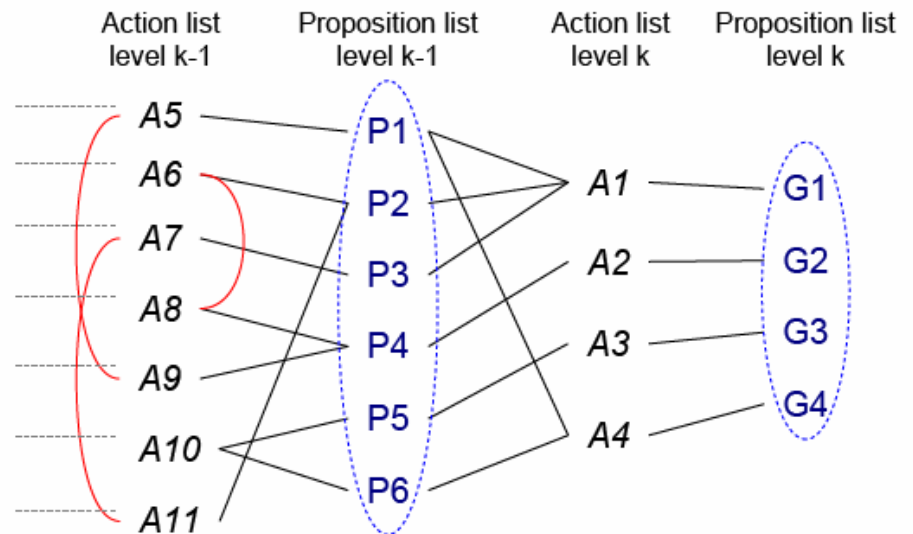 Action list
level k-1
Proposition list
level k-1
Action list
level k
Proposition list
level k
A5
A6
A7
A8
A9
A10
A11
P1
P2
P3
P4
P5
P6
A1
A2
A3
A4
G1
G2
G3
G4